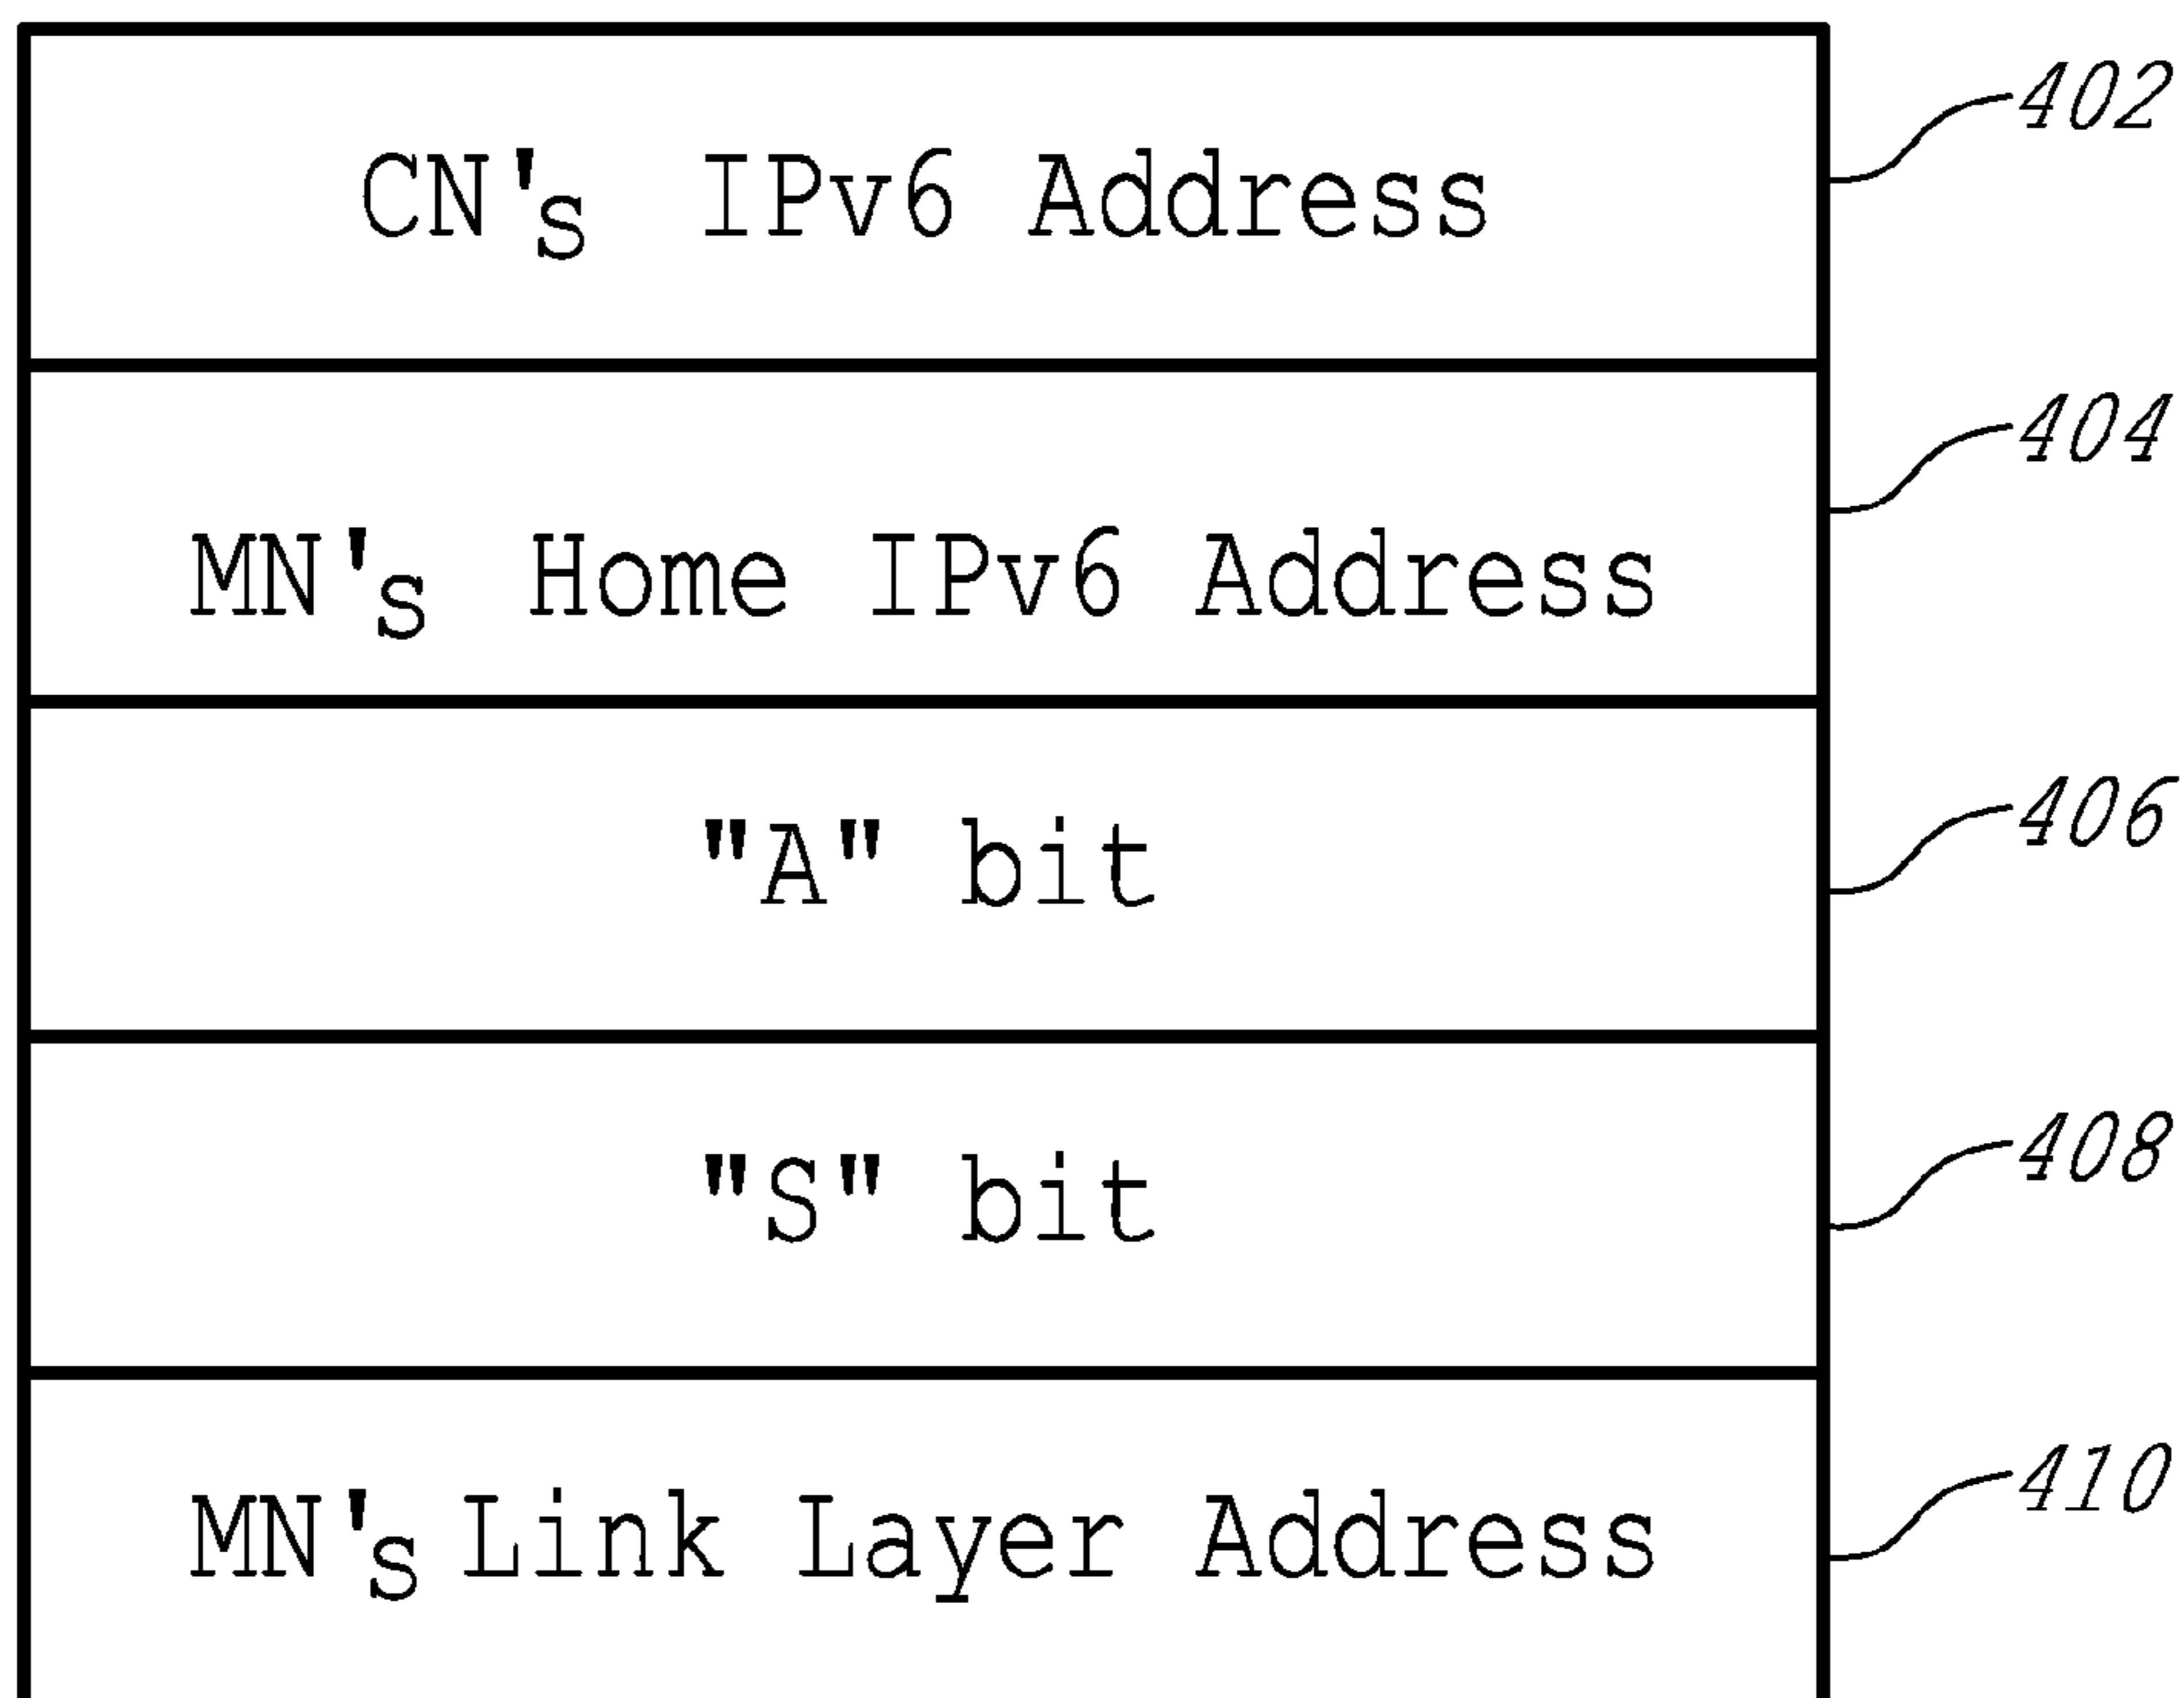 402
CN's IPv6 Address
404
MN's Home IPv6 Address
406
"A" bit
408
"S" bit
410
MN's Link Layer Address